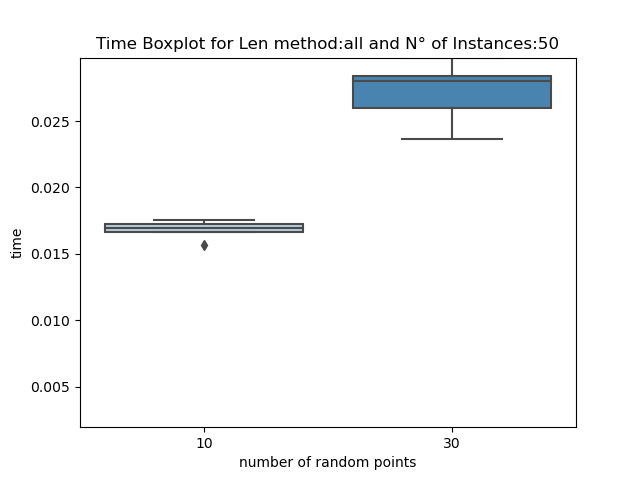 Time Boxplot for Len method:all and N° of Instances:50
0.025
0.020
0.015
0.010
0.005
time
10 30
number of random points